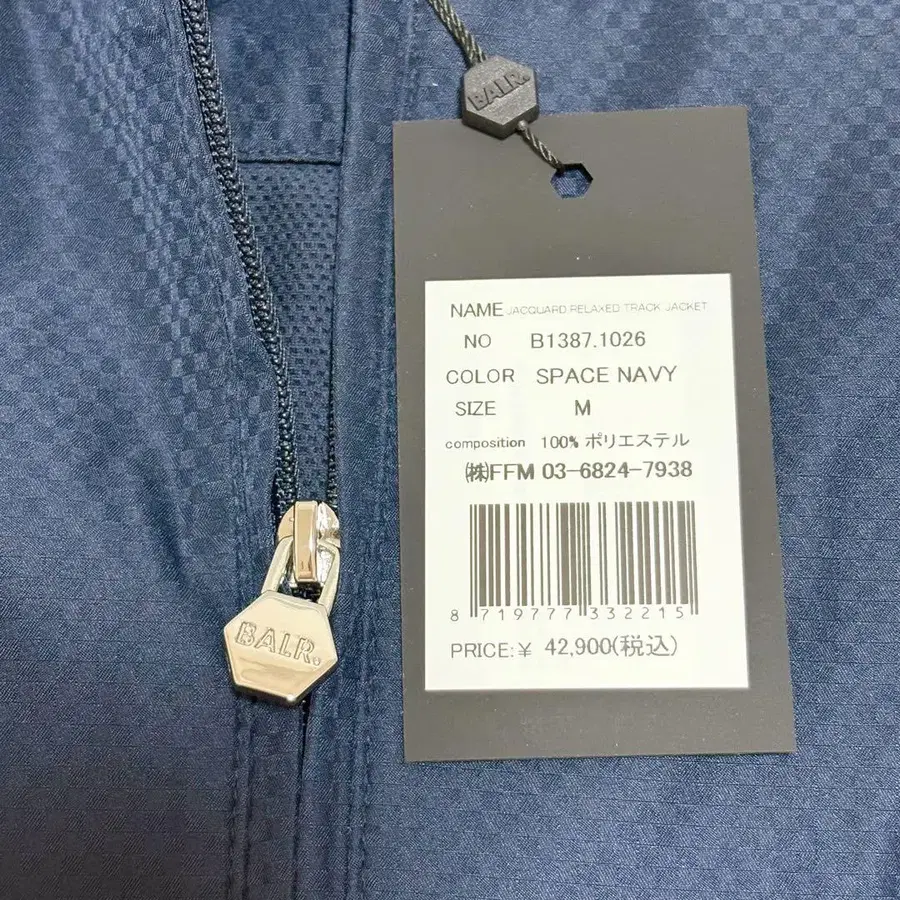 BALR.
NAME JACQUARD RELAXED TRACK JACKET
NO B1387.1026
COLOR SPACE NAVY
SIZE M
composition 100% ポリエステル
㈱FFM 03-6824-7938
8 719777 332215
PRICE:¥ 42,900(税込)
BALR.